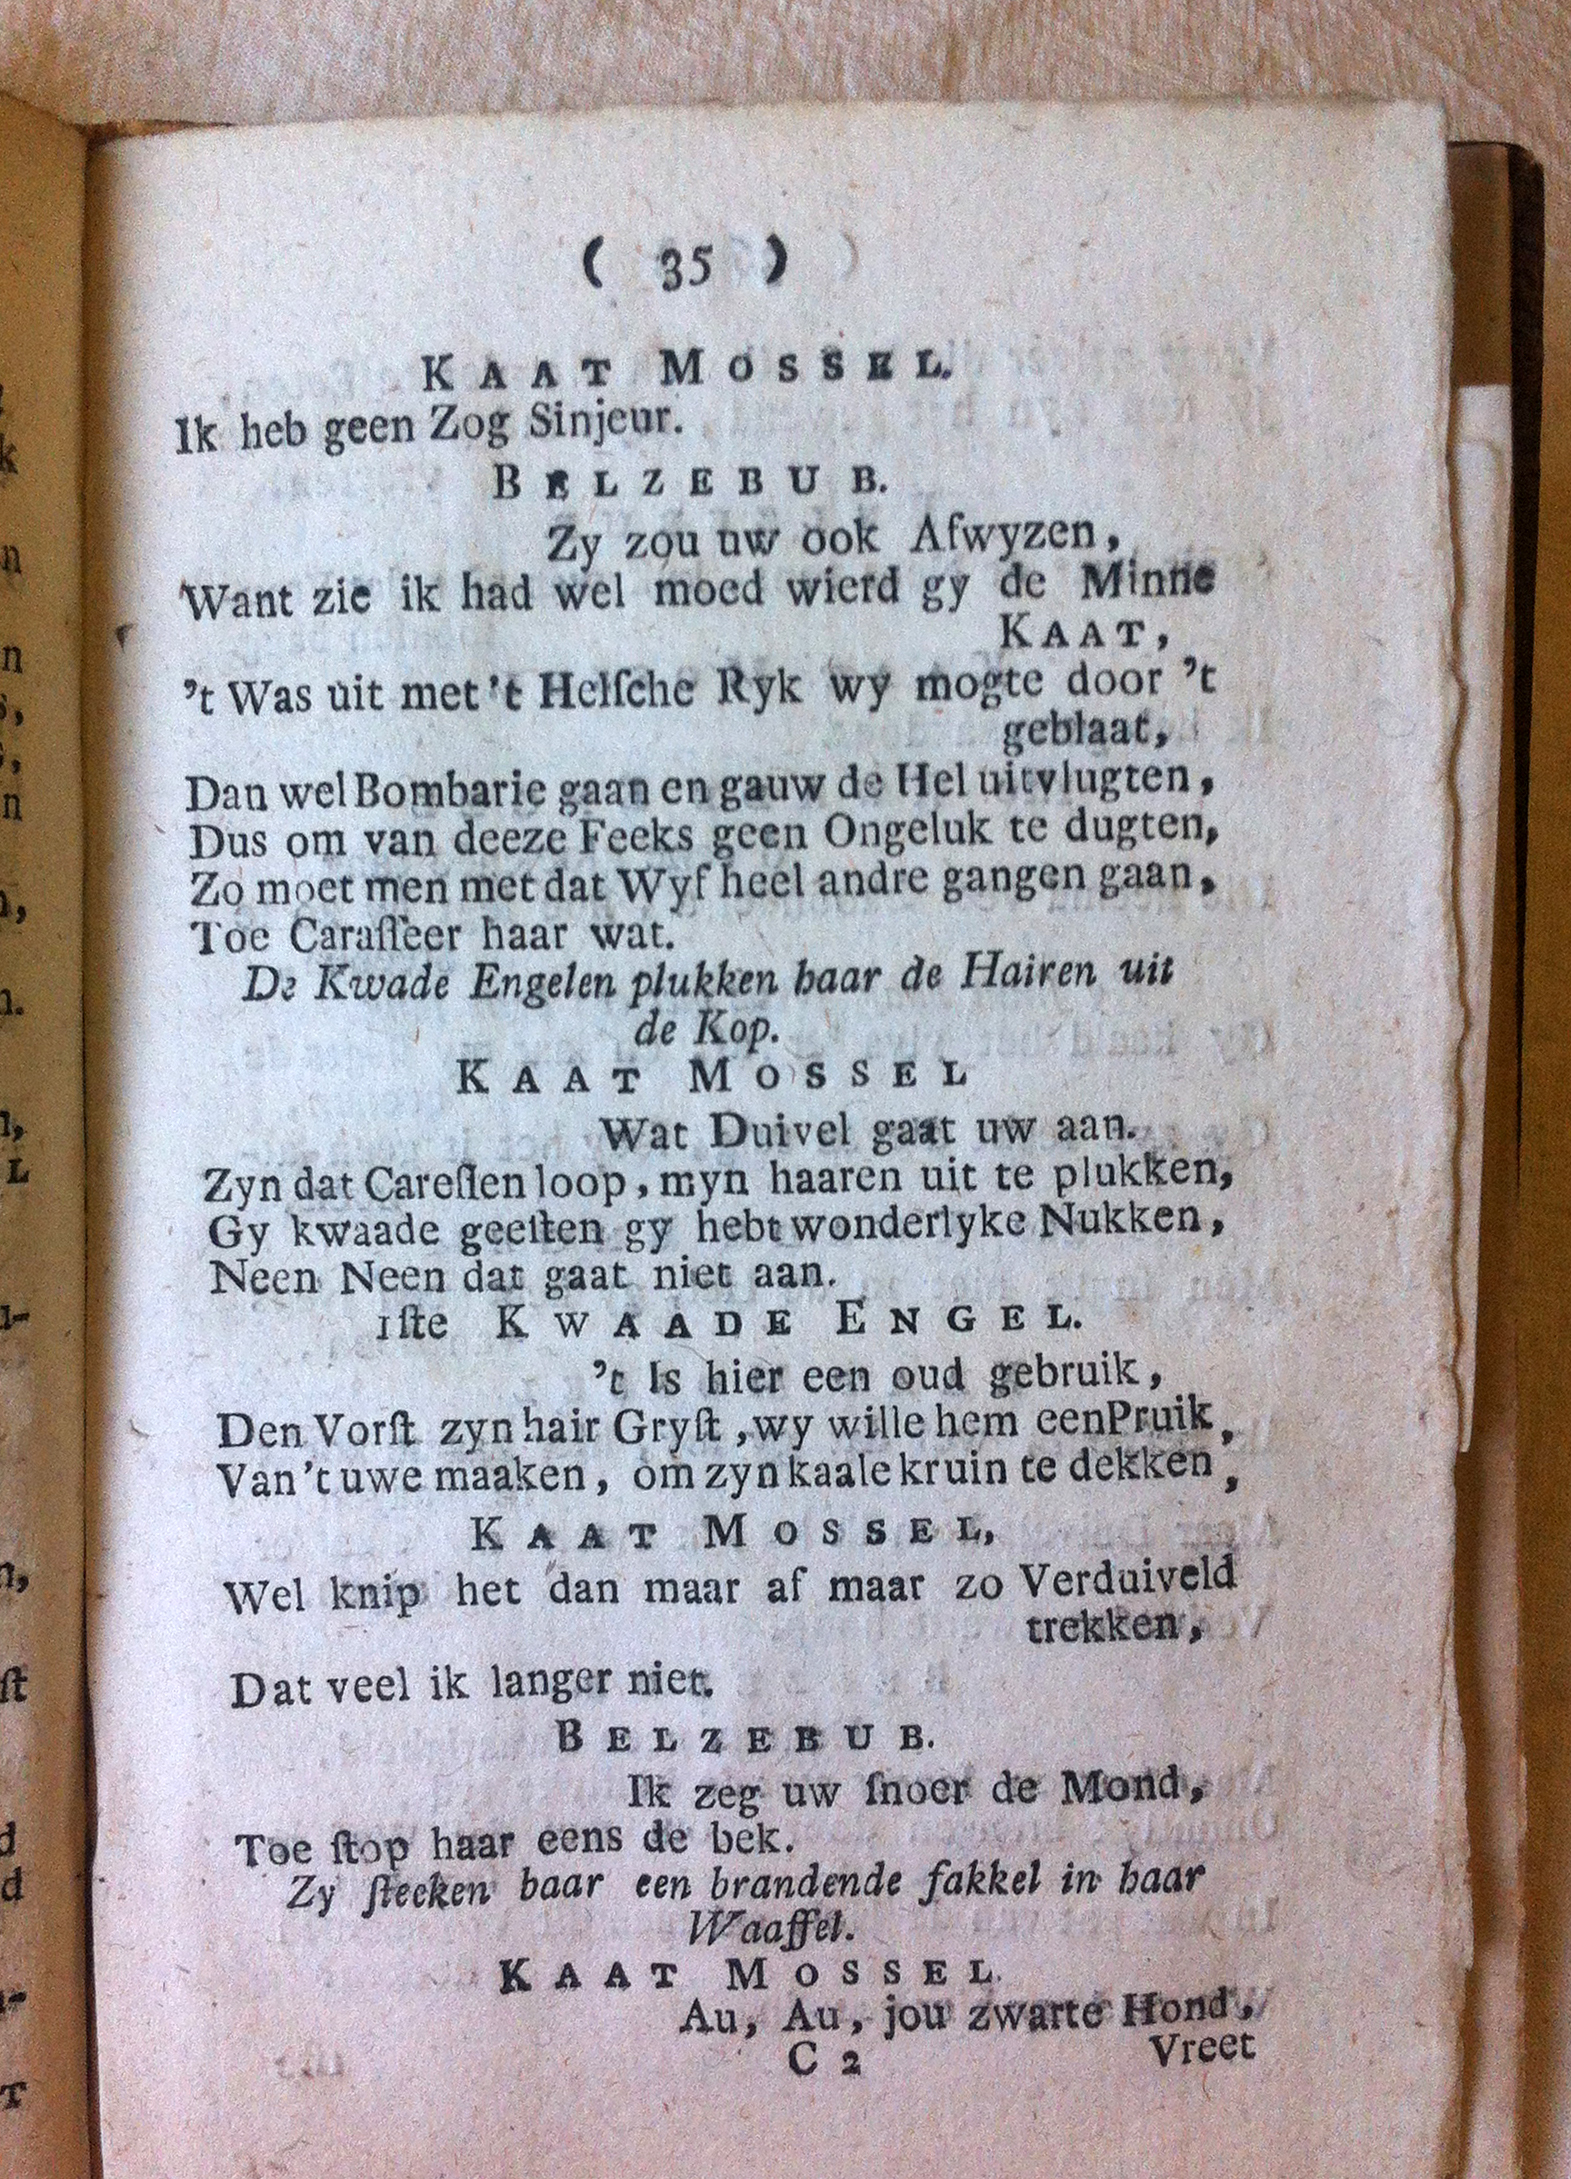 ( 35 )
KAAT MOSSEL.
Ik heb geen Zog Sinjeur.
BELZEBUB.
Zy zou uw ook Afwyzen,
Want zie ik had wel moed wierd gy de Minne
KAAT,
't Was uit met 't Helſche Ryk wy mogte door 't
geblaat,
Dan wel Bombarie gaan en gauw de Hel uitvlugten,
Dus om van deeze Feeks geen Ongeluk te dugten,
Zo moet men met dat Wyf heel andre gangen gaan,
Toe Caraſſeer haar wat.
De Kwade Engelen plukken haar de Hairen uit
de Kop.
KAAT MOSSEL
Wat Duivel gaat uw aan.
Zyn dat Careſſen loop, myn haaren uit te plukken,
Gy kwaade geeſten gy hebt wonderlyke Nukken,
Neen Neen dat gaat niet aan.
1ſte KWAADE ENGEL.
't Is hier een oud gebruik,
Den Vorſt zyn hair Gryſt, wy wille hem een Pruik,
Van 't uwe maaken, om zyn kaale kruin te dekken,
KAAT MOSSEL,
Wel knip het dan maar af maar zo Verduiveld
trekken,
Dat veel ik langer niet.
BELZEBUB.
Ik zeg uw ſnoer de Mond,
Toe ſtop haar eens de bek.
Zy ſteeken haar een brandende fakkel in haar
Waaffel.
KAAT MOSSEL.
Au, Au, jou zwarte Hond,
C 2 Vreet